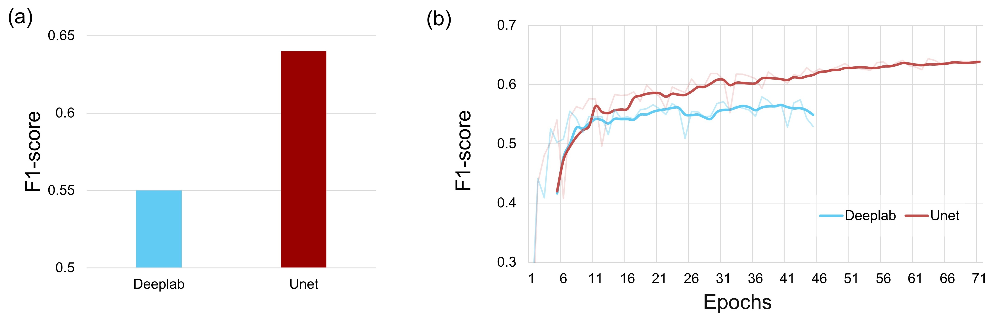 (a)
0.65
0.6
0.55
0.5
F1-score
Deeplab Unet
(b)
0.7
0.6
0.5
0.4
0.3
F1-score
Deeplab Unet
1 6 11 16 21 26 31 36 41 46 51 56 61 66 71
Epochs